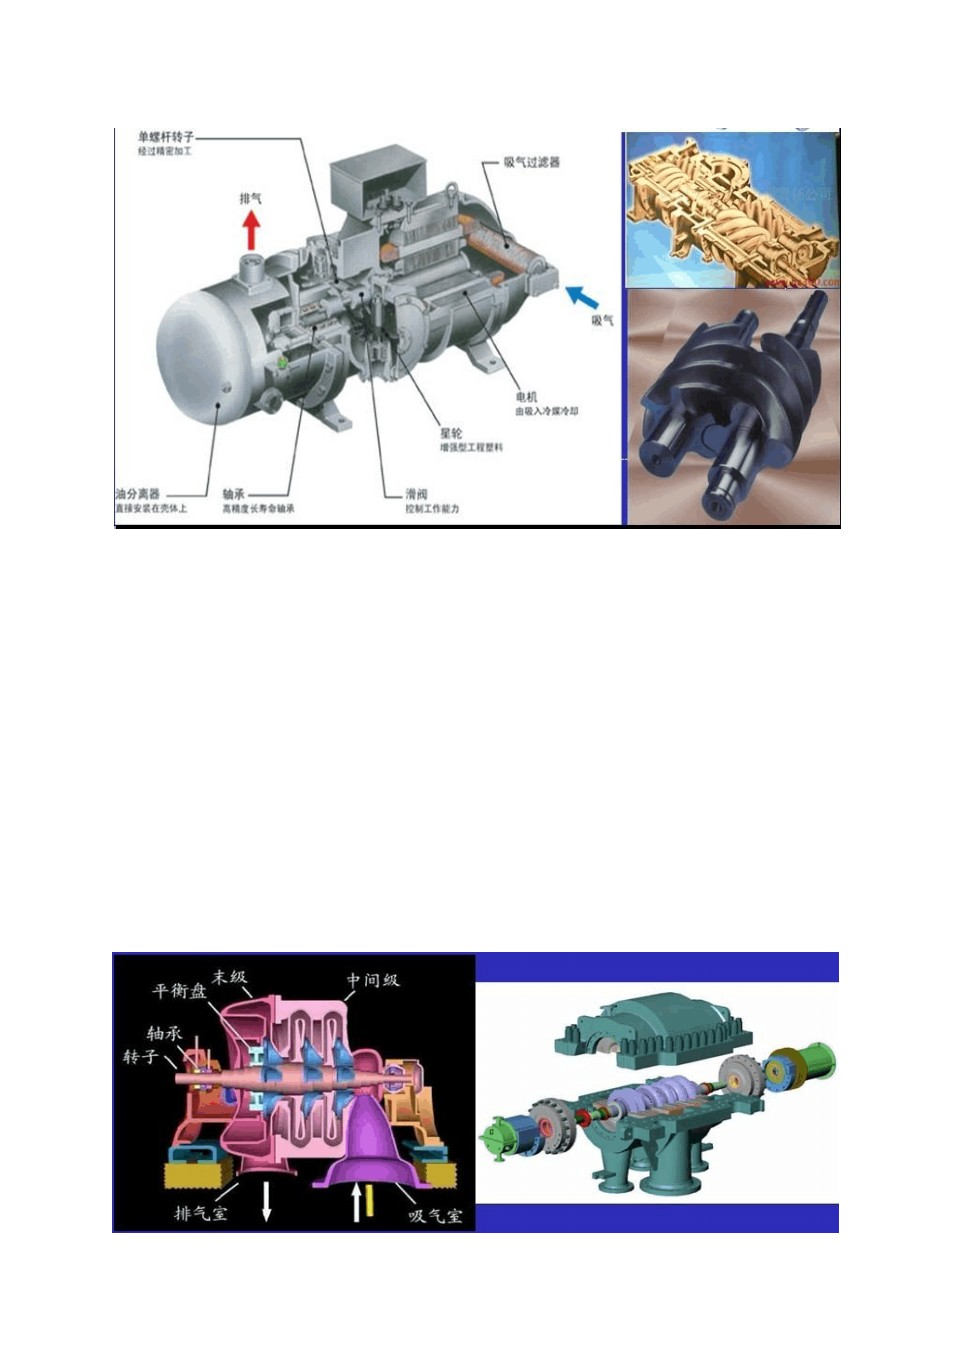 单螺杆转子
经过精密加工
排气
吸气过滤器
吸气
电机
由吸入冷媒冷却
星轮
增强型工程塑料
油分离器
直接安装在壳体上
轴承
高精度长寿命轴承
滑阀
控制工作能力
末级
中间级
平衡盘
轴承
转子
排气室
吸气室